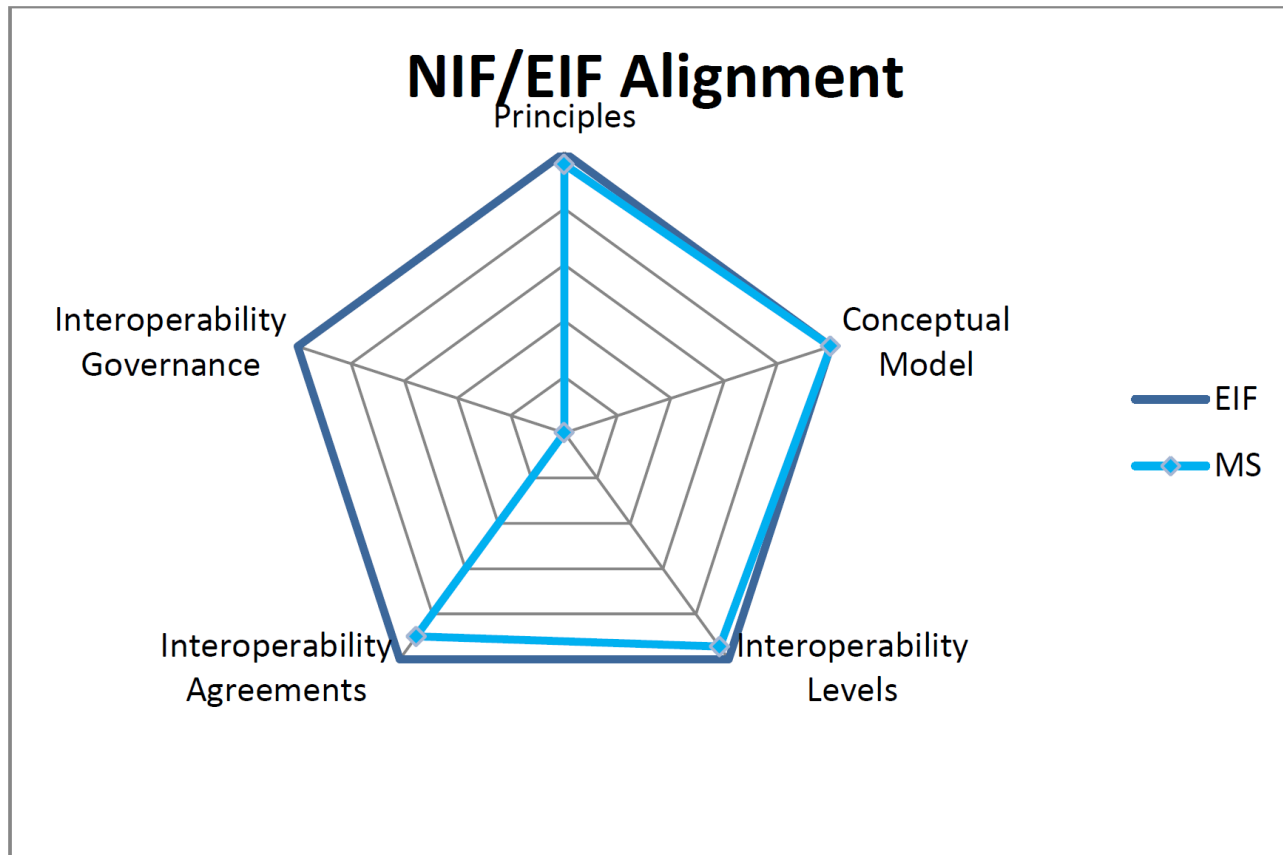 NIF/EIF Alignment
Principles
Interoperability
Governance
Conceptual
Model
EIF
MS
Interoperability
Agreements
Interoperability
Levels